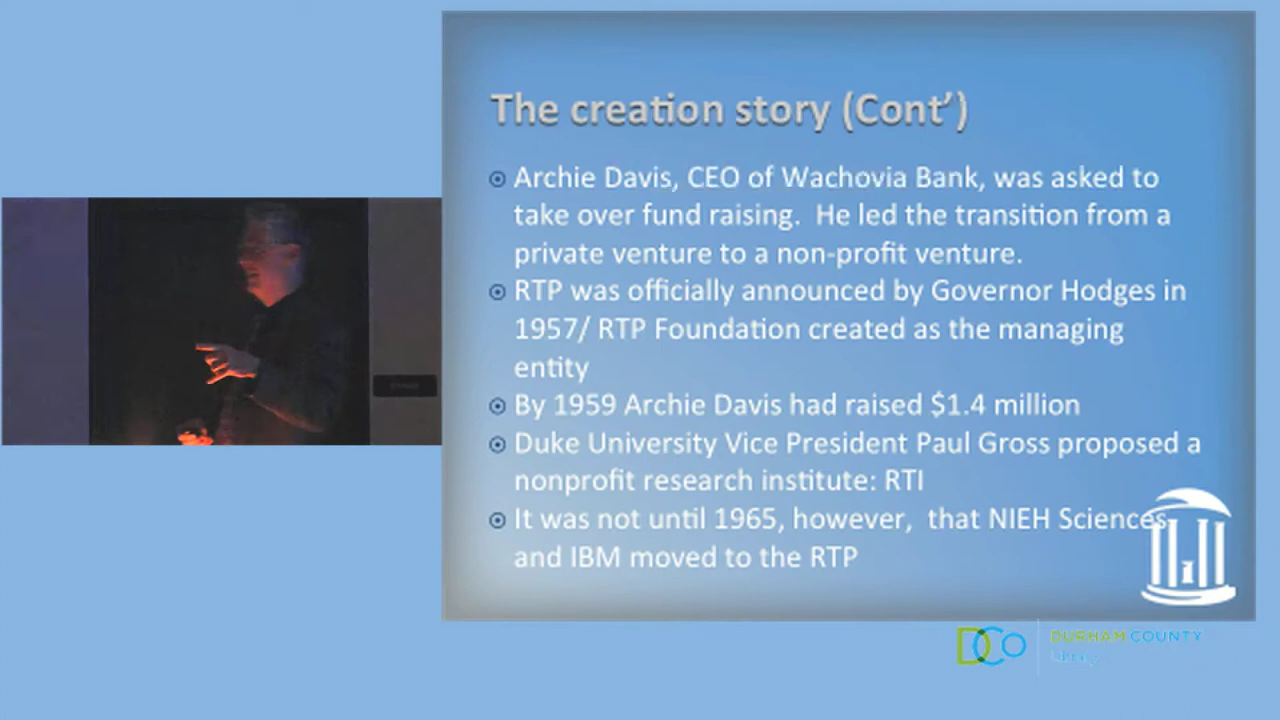 The creation story (Cont’)
Archie Davis, CEO of Wachovia Bank, was asked to
take over fund raising.  He led the transition from a
private venture to a non-profit venture.
RTP was officially announced by Governor Hodges in
1957/ RTP Foundation created as the managing
entity
By 1959 Archie Davis had raised $1.4 million
Duke University Vice President Paul Gross proposed a
nonprofit research institute: RTI
It was not until 1965, however,  that NIEH Sciences
and IBM moved to the RTP
DCo
DURHAM COUNTY
Library